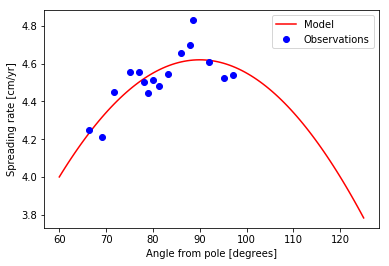 Model
Observations
Spreading rate [cm/yr]
4.8
4.6
4.4
4.2
4.0
3.8
60 70 80 90 100 110 120
Angle from pole [degrees]